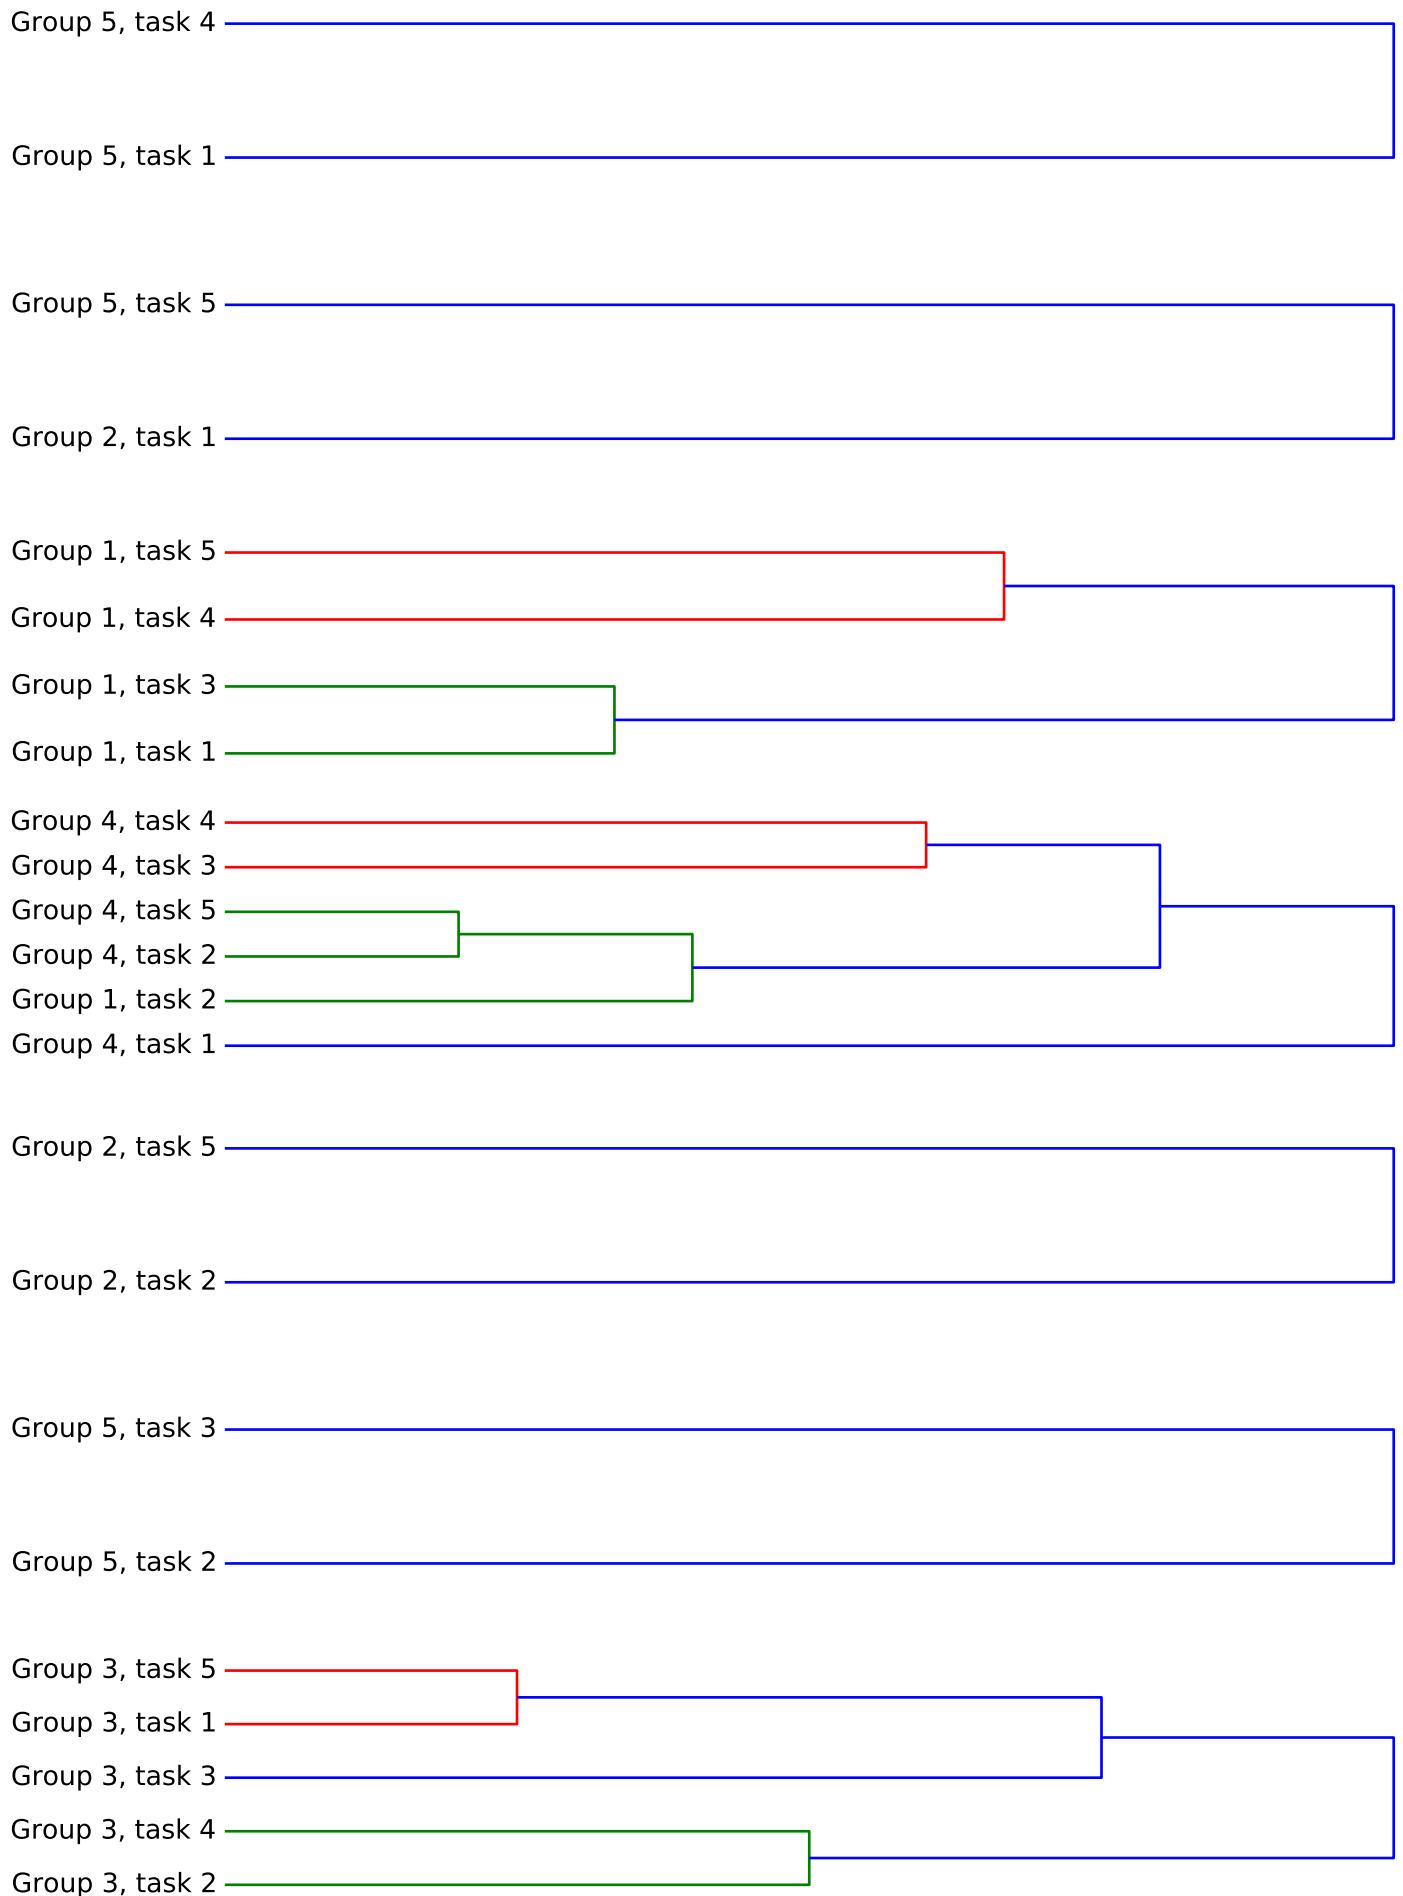 Group 5, task 4
Group 5, task 1
Group 5, task 5
Group 2, task 1
Group 1, task 5
Group 1, task 4
Group 1, task 3
Group 1, task 1
Group 4, task 4
Group 4, task 3
Group 4, task 5
Group 4, task 2
Group 1, task 2
Group 4, task 1
Group 2, task 5
Group 2, task 2
Group 5, task 3
Group 5, task 2
Group 3, task 5
Group 3, task 1
Group 3, task 3
Group 3, task 4
Group 3, task 2